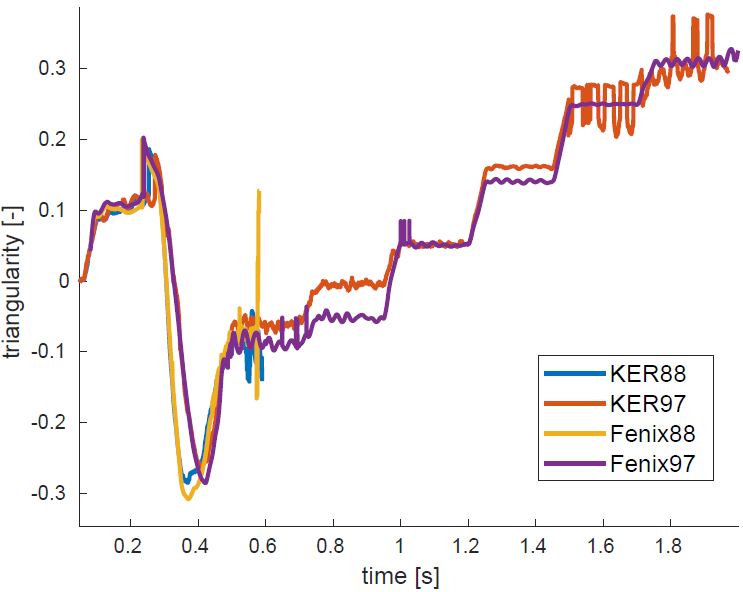 triangularity [-]
0.3
0.2
0.1
0
-0.1
-0.2
-0.3
KER88
KER97
Fenix88
Fenix97
0.2 0.4 0.6 0.8 1 1.2 1.4 1.6 1.8
time [s]